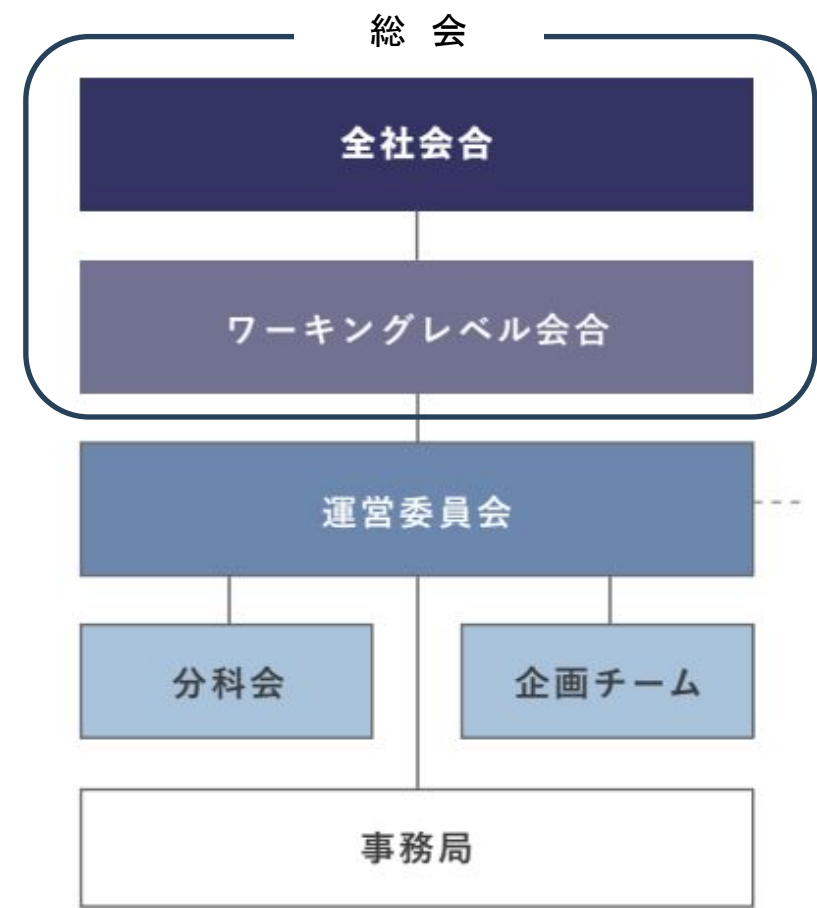 総 会
全社会合
ワーキングレベル会合
運営委員会
分科会
企画チーム
事務局